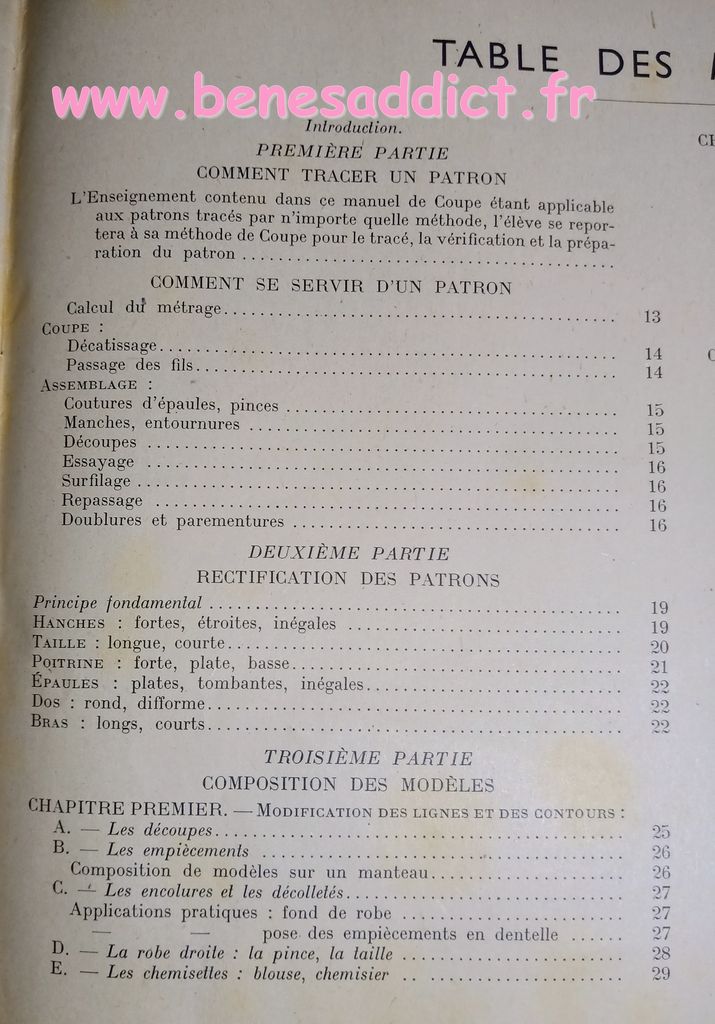 TABLE DES
www.benesaddict.fr
Introduction.
PREMIÈRE PARTIE
COMMENT TRACER UN PATRON
L'Enseignement contenu dans ce manuel de Coupe étant applicable
aux patrons tracés par n'importe quelle méthode, l'élève se repor-
tera à sa méthode de Coupe pour le tracé, la vérification et la prépa-
ration du patron ........................................
COMMENT SE SERVIR D'UN PATRON
Calcul du métrage........................................ 13
COUPE :
Décatissage........................................ 14
Passage des fils........................................ 14
ASSEMBLAGE :
Coutures d'épaules, pinces ........................................ 15
Manches, entournures ........................................ 15
Découpes ........................................ 15
Essayage ........................................ 16
Surfilage ........................................ 16
Repassage ........................................ 16
Doublures et parementures ........................................ 16
DEUXIÈME PARTIE
RECTIFICATION DES PATRONS
Principe fondamental ........................................ 19
HANCHES : fortes, étroites, inégales ........................................ 19
TAILLE : longue, courte........................................ 20
POITRINE : forte, plate, basse........................................ 21
ÉPAULES : plates, tombantes, inégales........................................ 22
DOS : rond, difforme........................................ 22
BRAS : longs, courts........................................ 22
TROISIÈME PARTIE
COMPOSITION DES MODÈLES
CHAPITRE PREMIER. — MODIFICATION DES LIGNES ET DES CONTOURS :
A. — Les découpes........................................ 25
B. — Les empiècements ........................................ 26
Composition de modèles sur un manteau........................................ 26
C. — Les encolures et les décolletés........................................ 27
Applications pratiques : fond de robe ........................................ 27
— — pose des empiècements en dentelle ...... 27
D. — La robe droite : la pince, la taille ........................................ 28
E. — Les chemisettes : blouse, chemisier .. ........................................ 29